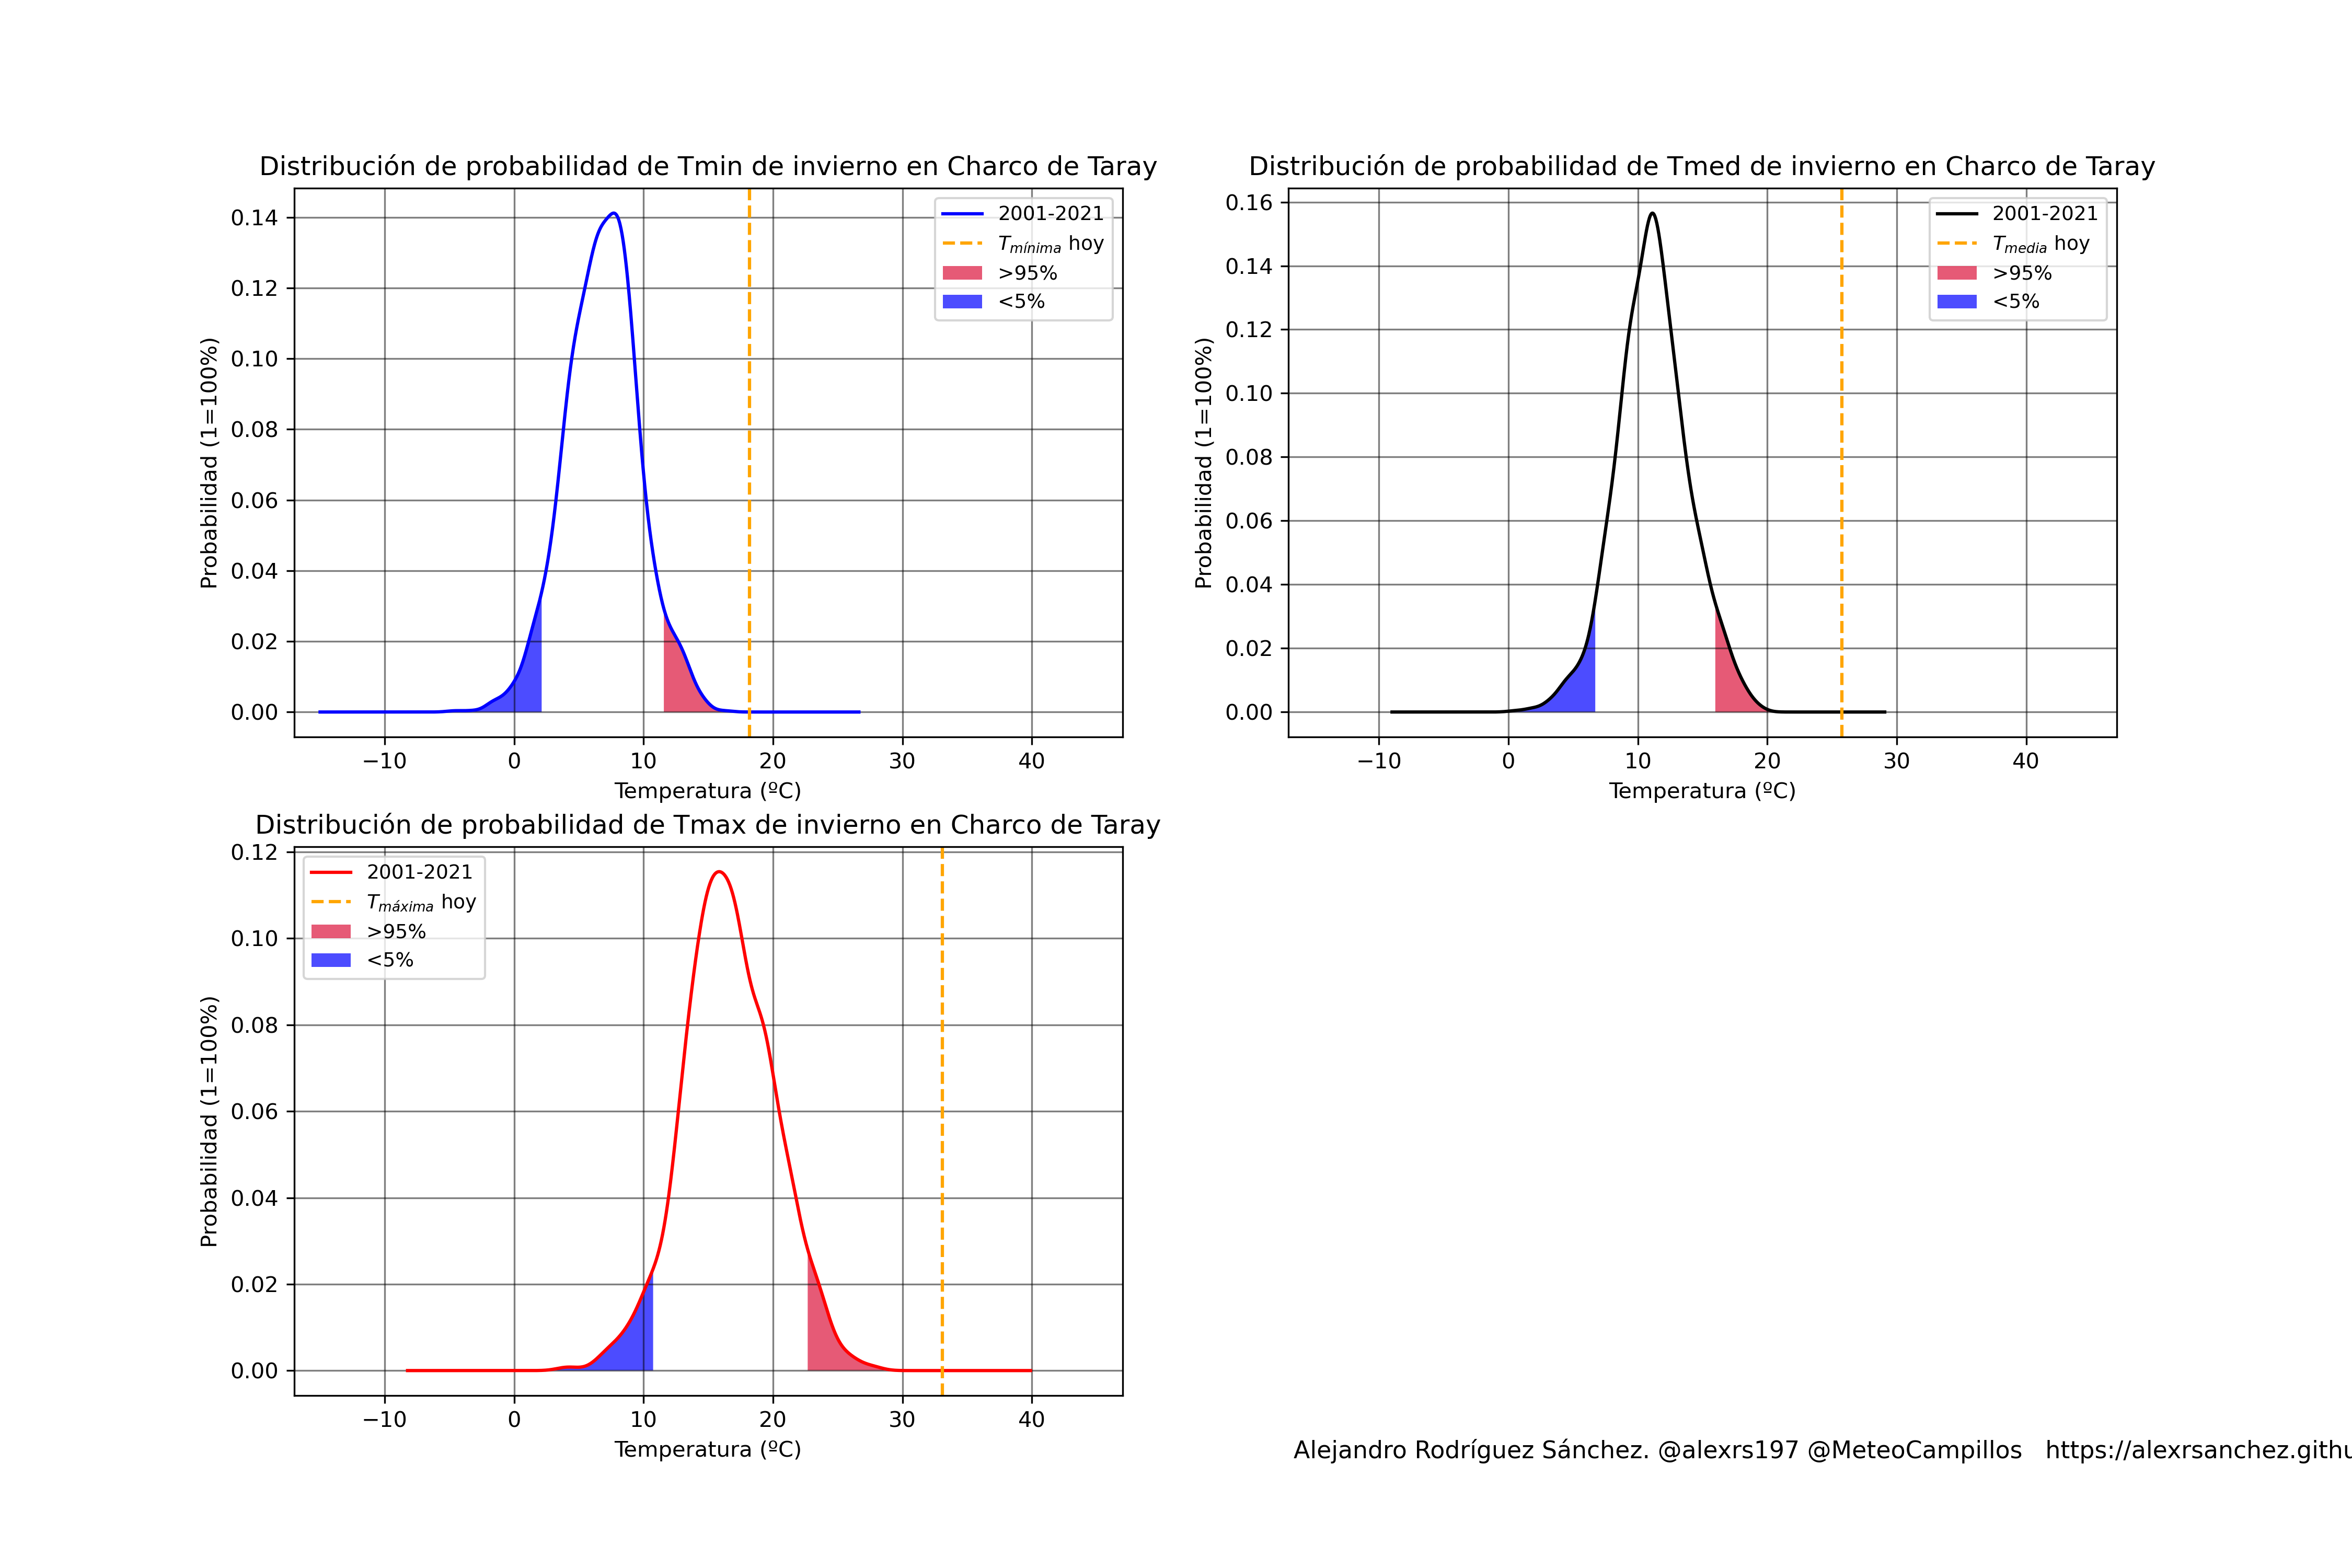 Distribución de probabilidad de Tmin de invierno en Charco de Taray
0.14
0.12
0.10
0.08
0.06
0.04
0.02
0.00
Probabilidad (1=100%)
2001-2021
Tmínima hoy
>95%
<5%
−10 0 10 20 30 40
Temperatura (ºC)
Distribución de probabilidad de Tmed de invierno en Charco de Taray
0.16
0.14
0.12
0.10
0.08
0.06
0.04
0.02
0.00
Probabilidad (1=100%)
2001-2021
Tmedia hoy
>95%
<5%
−10 0 10 20 30 40
Temperatura (ºC)
Distribución de probabilidad de Tmax de invierno en Charco de Taray
0.12
0.10
0.08
0.06
0.04
0.02
0.00
Probabilidad (1=100%)
2001-2021
Tmáxima hoy
>95%
<5%
−10 0 10 20 30 40
Temperatura (ºC)
Alejandro Rodríguez Sánchez. @alexrs197 @MeteoCampillos https://alexrsanchez.githu